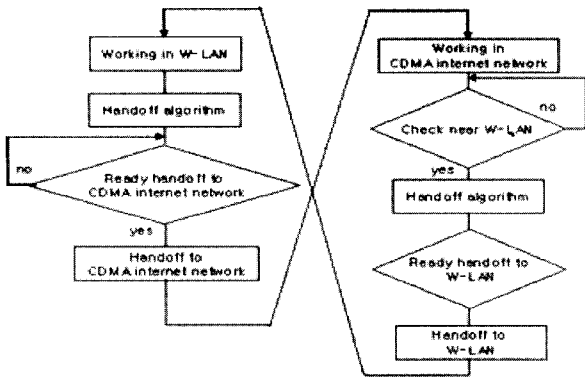 Working in W-LAN
Handoff algorithm
no
Ready handoff to
CDMA internet network
yes
Handoff to
CDMA internet network
Working in
CDMA internet network
no
Check near W-LAN
yes
Handoff algorithm
Ready handoff to
W-LAN
Handoff to
W-LAN